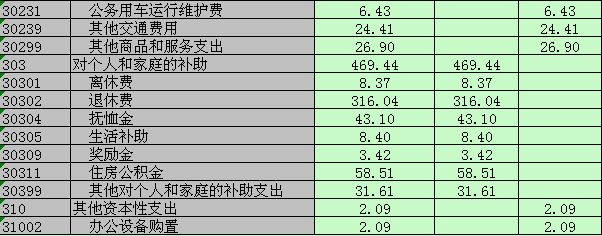 30231 公务用车运行维护费 6.43 6.43
30239 其他交通费用 24.41 24.41
30299 其他商品和服务支出 26.90 26.90
303 对个人和家庭的补助 469.44 469.44
30301 离休费 8.37 8.37
30302 退休费 316.04 316.04
30304 抚恤金 43.10 43.10
30305 生活补助 8.40 8.40
30309 奖励金 3.42 3.42
30311 住房公积金 58.51 58.51
30399 其他对个人和家庭的补助支出 31.61 31.61
310 其他资本性支出 2.09 2.09
31002 办公设备购置 2.09 2.09